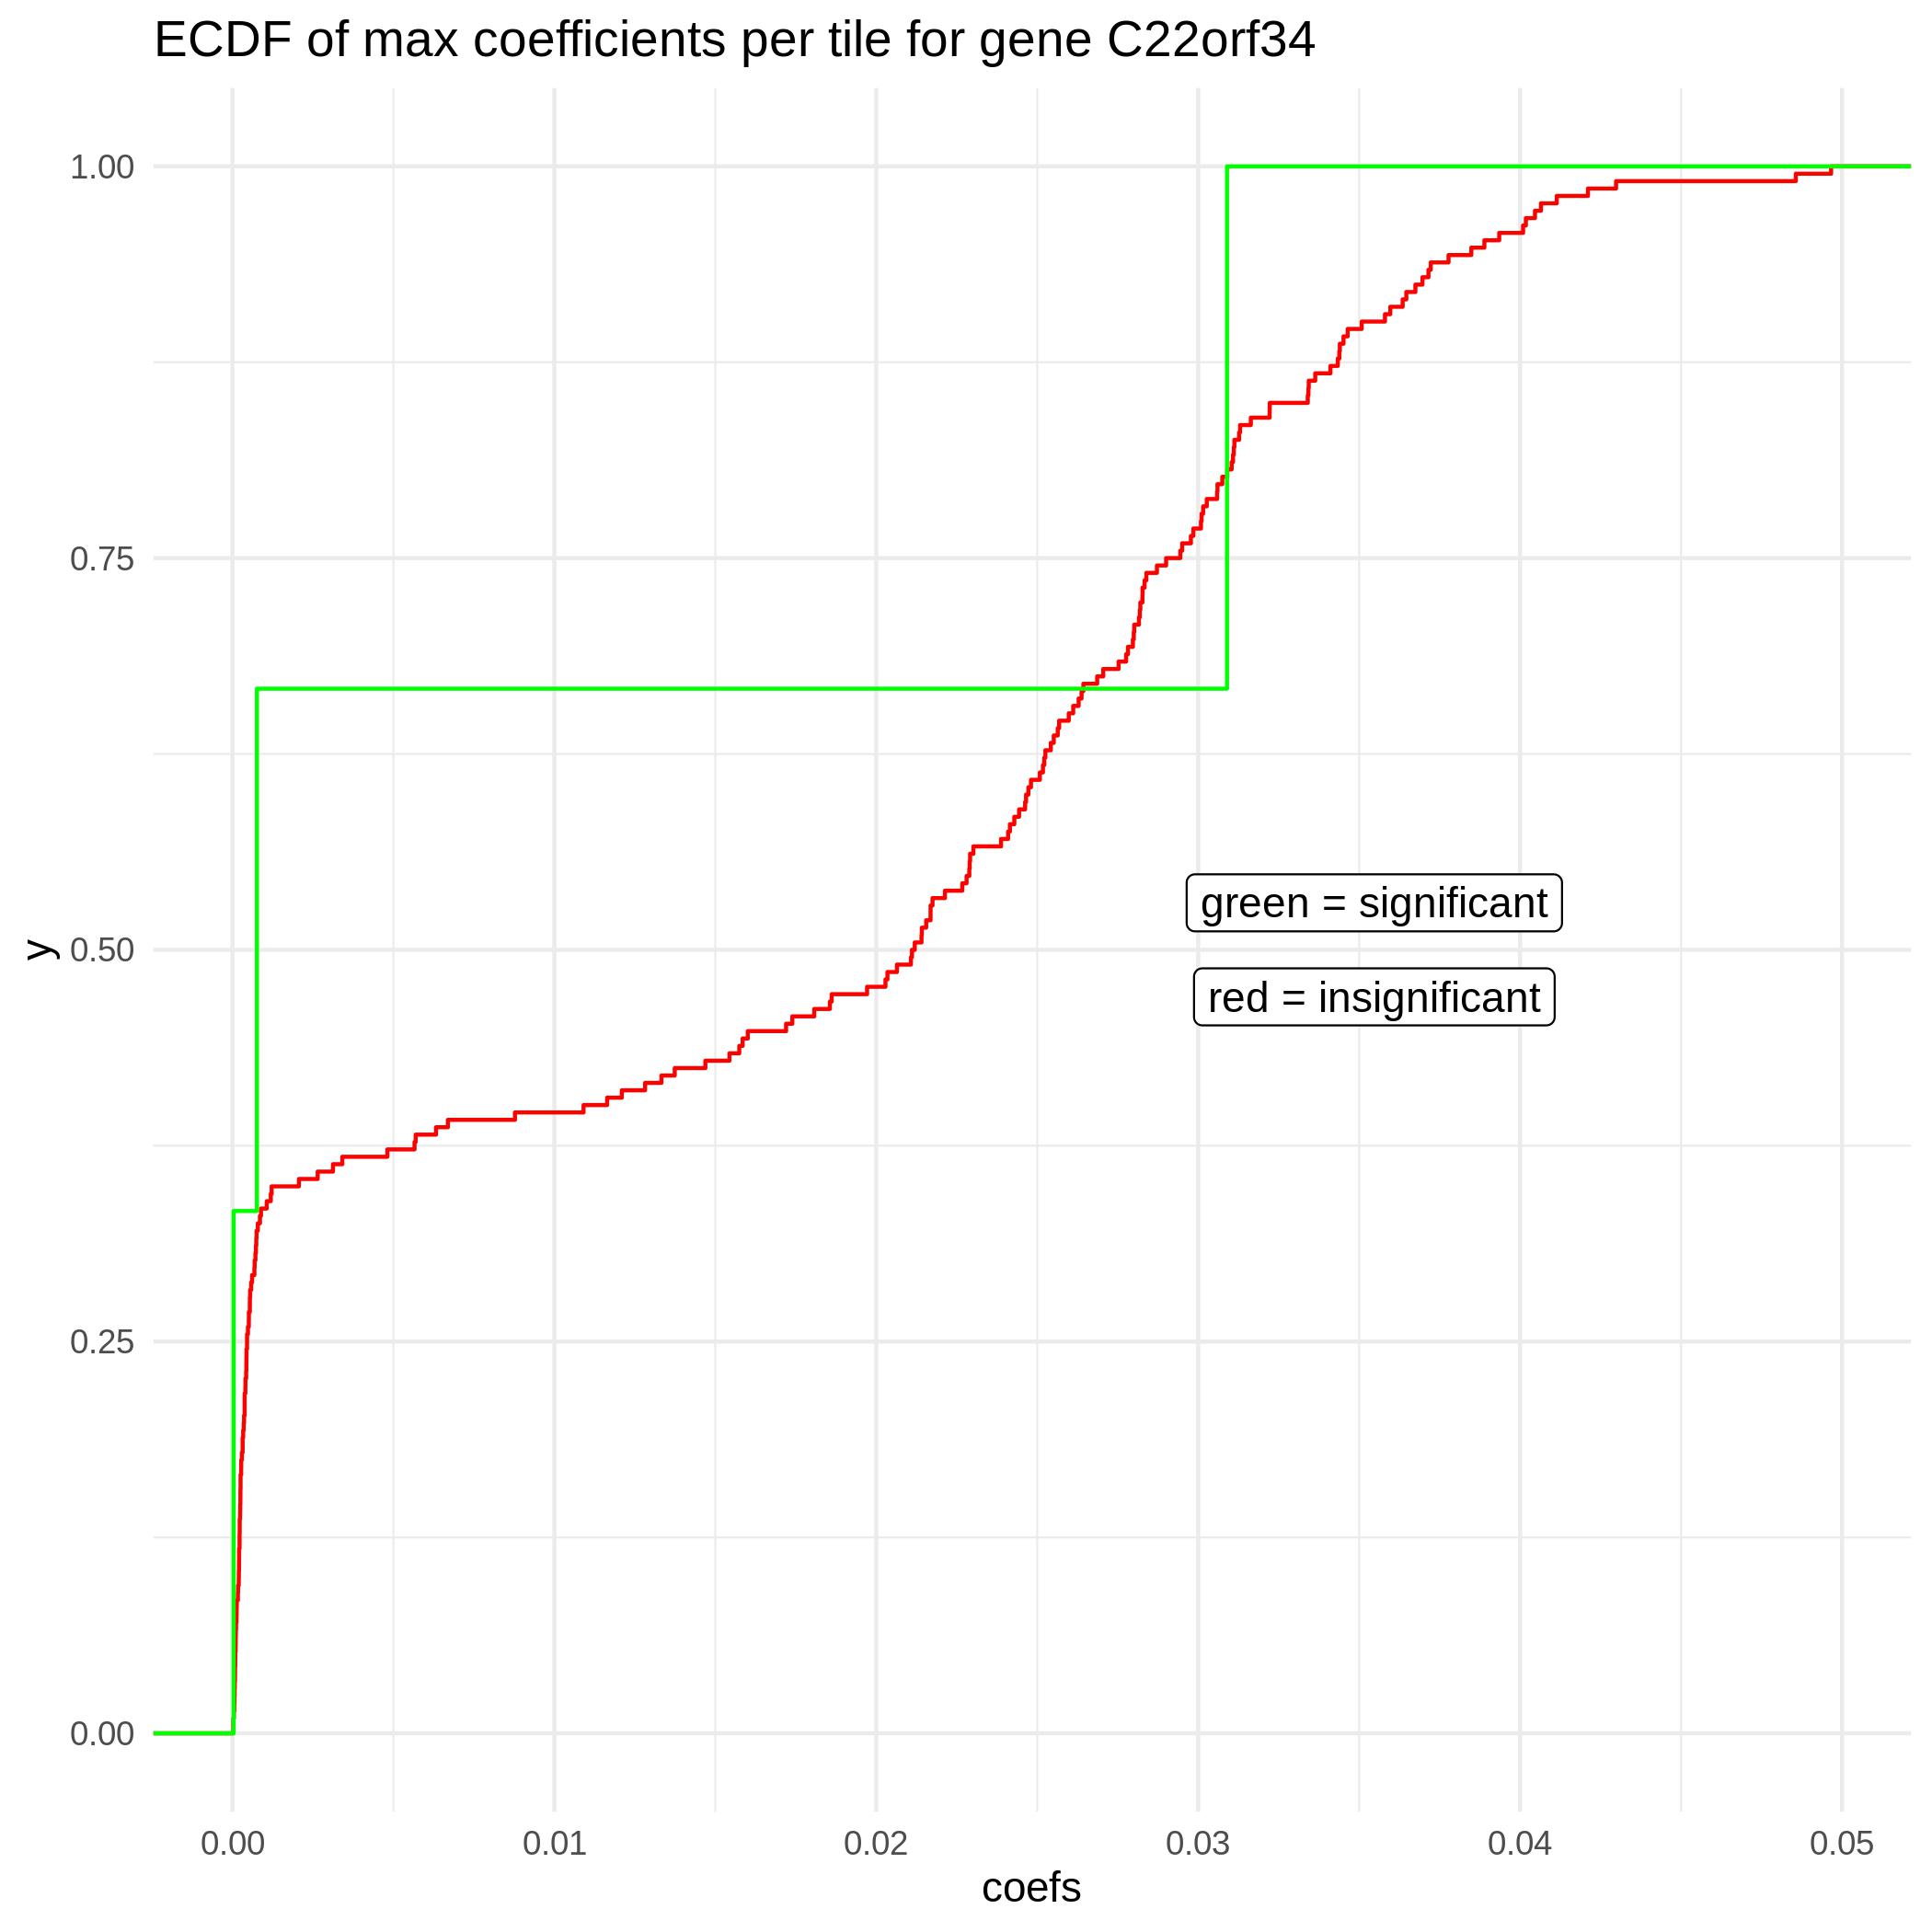 ECDF of max coefficients per tile for gene C22orf34
1.00
0.75
0.50
0.25
0.00
y
green = significant
red = insignificant
0.00 0.01 0.02 0.03 0.04 0.05
coefs